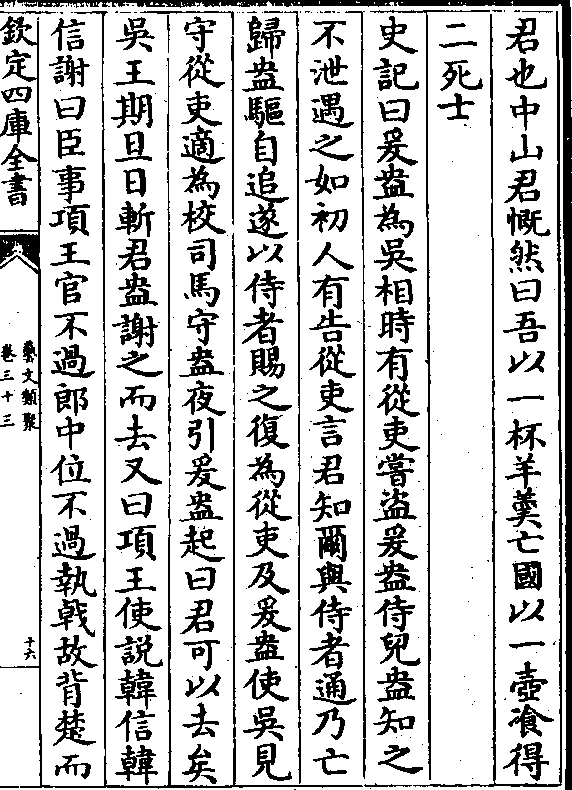 君也中山君慨然曰吾以一杯羊羮亡國以一壺飡得
二死士
史記曰爰盎為吳相時有從吏嘗盗爰盎侍兒盎知之
不泄遇之如初人有告從吏言君知爾與侍者通乃亡
歸盎驅自追遂以侍者賜之復為從吏及爰盎使吳見
守從吏適為校司馬守盎夜引爰盎起曰君可以去矣
吳王期旦日斬君盎謝之而去又曰項王使説韓信韓
信謝曰臣事項王官不過郎中位不過執㦸故背楚而
欽定四庫全書
藝文類聚
卷三十三
十六